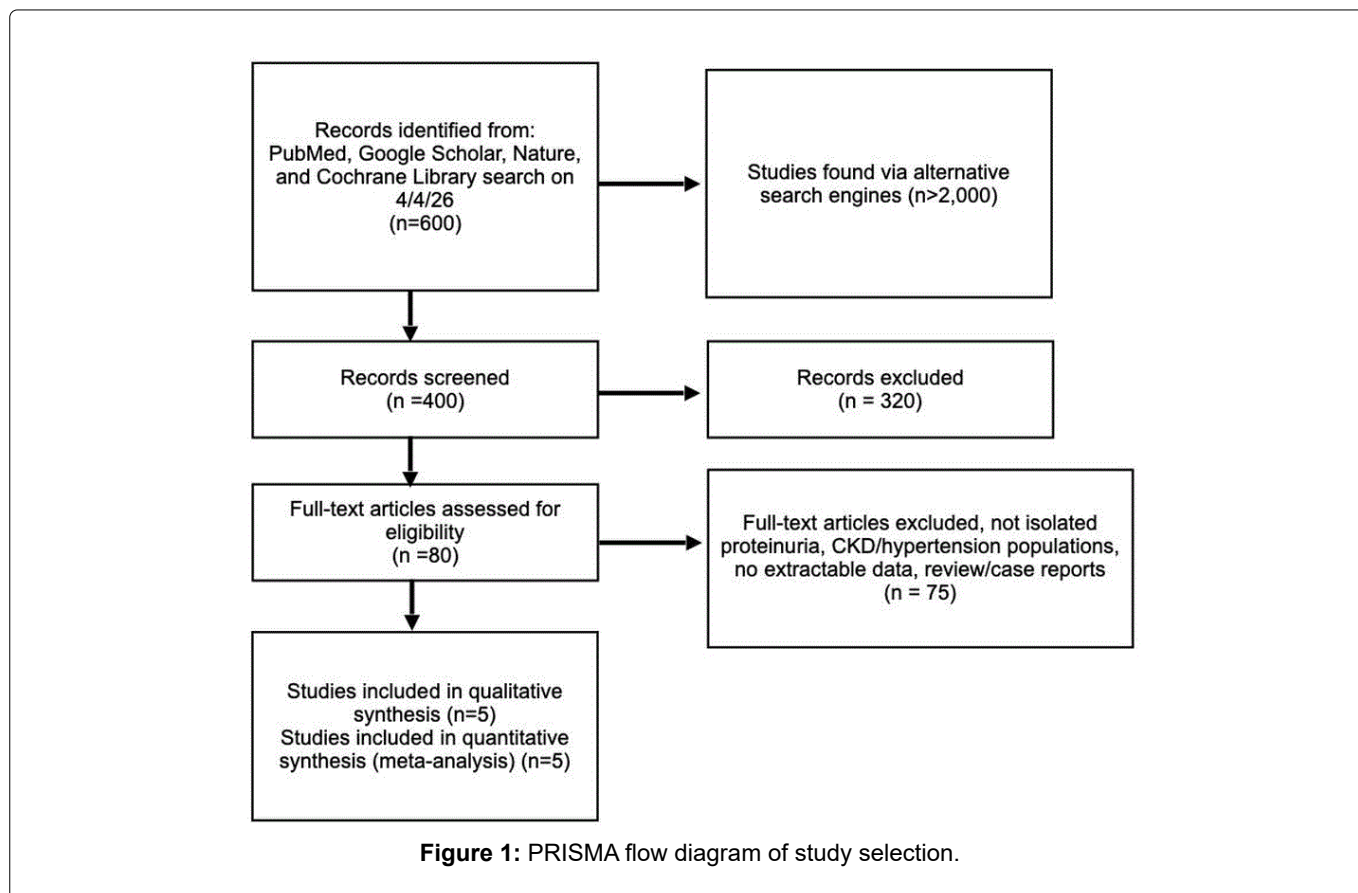 Records identified from:
PubMed, Google Scholar, Nature,
and Cochrane Library search on
4/4/26
(n=600)
Studies found via alternative
search engines (n>2,000)
Records screened
(n =400)
Records excluded
(n = 320)
Full-text articles assessed for
eligibility
(n =80)
Full-text articles excluded, not isolated
proteinuria, CKD/hypertension populations,
no extractable data, review/case reports
(n = 75)
Studies included in qualitative
synthesis (n=5)
Studies included in quantitative
synthesis (meta-analysis) (n=5)
Figure 1: PRISMA flow diagram of study selection.